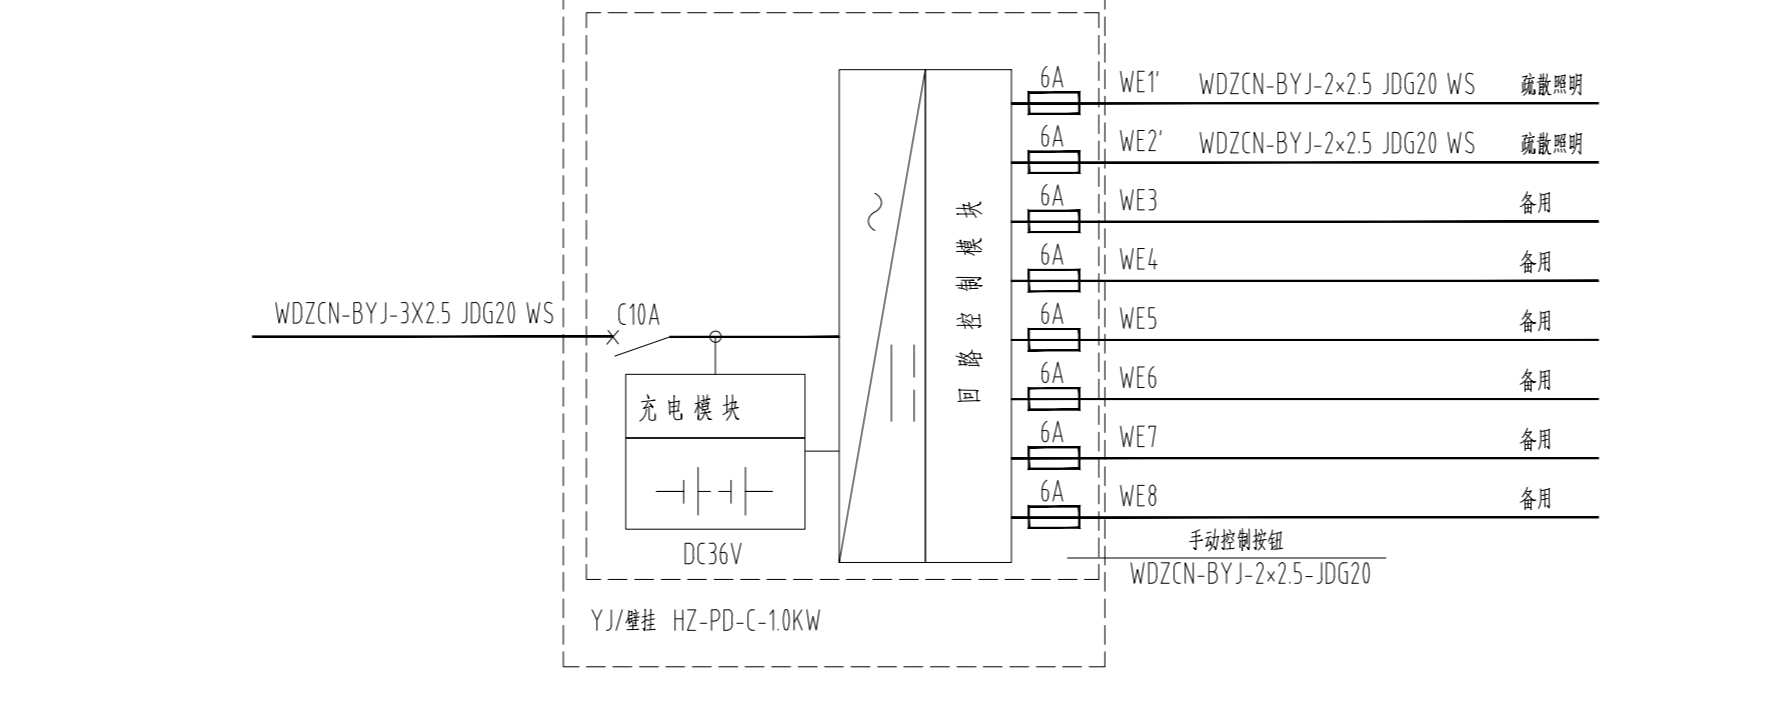 6A WE1' WDZCN-BYJ-2×2.5 JDG20 WS 疏散照明
6A WE2' WDZCN-BYJ-2×2.5 JDG20 WS 疏散照明
6A WE3 备用
6A WE4 备用
6A WE5 备用
6A WE6 备用
6A WE7 备用
6A WE8 备用
WDZCN-BYJ-3X2.5 JDG20 WS
C10A
充电模块
DC36V
回路控制模块
手动控制按钮
WDZCN-BYJ-2×2.5-JDG20
YJ/壁挂 HZ-PD-C-1.0KW